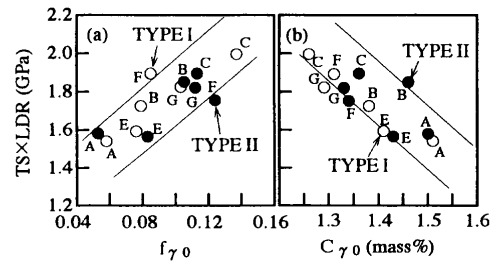 2.2
2.0
1.8
1.6
1.4
1.2
TS×LDR (GPa)
(a)
TYPE I
F
C
B
C
G
F
B
G
E
A
E
A
TYPE II
0.04
0.08
0.12
0.16
fγ0
(b)
TYPE II
C
F
C
G
F
B
B
E
E
A
A
TYPE I
1.2
1.3
1.4
1.5
1.6
Cγ0 (mass%)